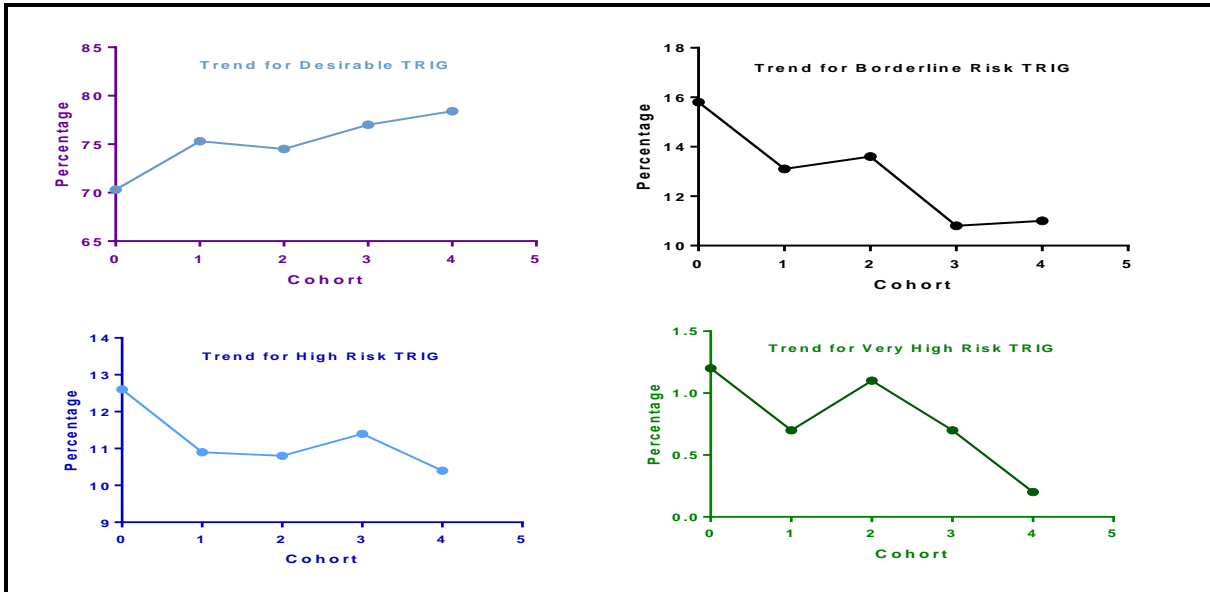 Trend for Desirable TRIG
85
80
75
70
65
Percentage
0 1 2 3 4 5
Cohort
Trend for Borderline Risk TRIG
18
16
14
12
10
Percentage
0 1 2 3 4 5
Cohort
Trend for High Risk TRIG
14
13
12
11
10
9
Percentage
0 1 2 3 4 5
Cohort
Trend for Very High Risk TRIG
1.5
1.0
0.5
0.0
Percentage
0 1 2 3 4 5
Cohort